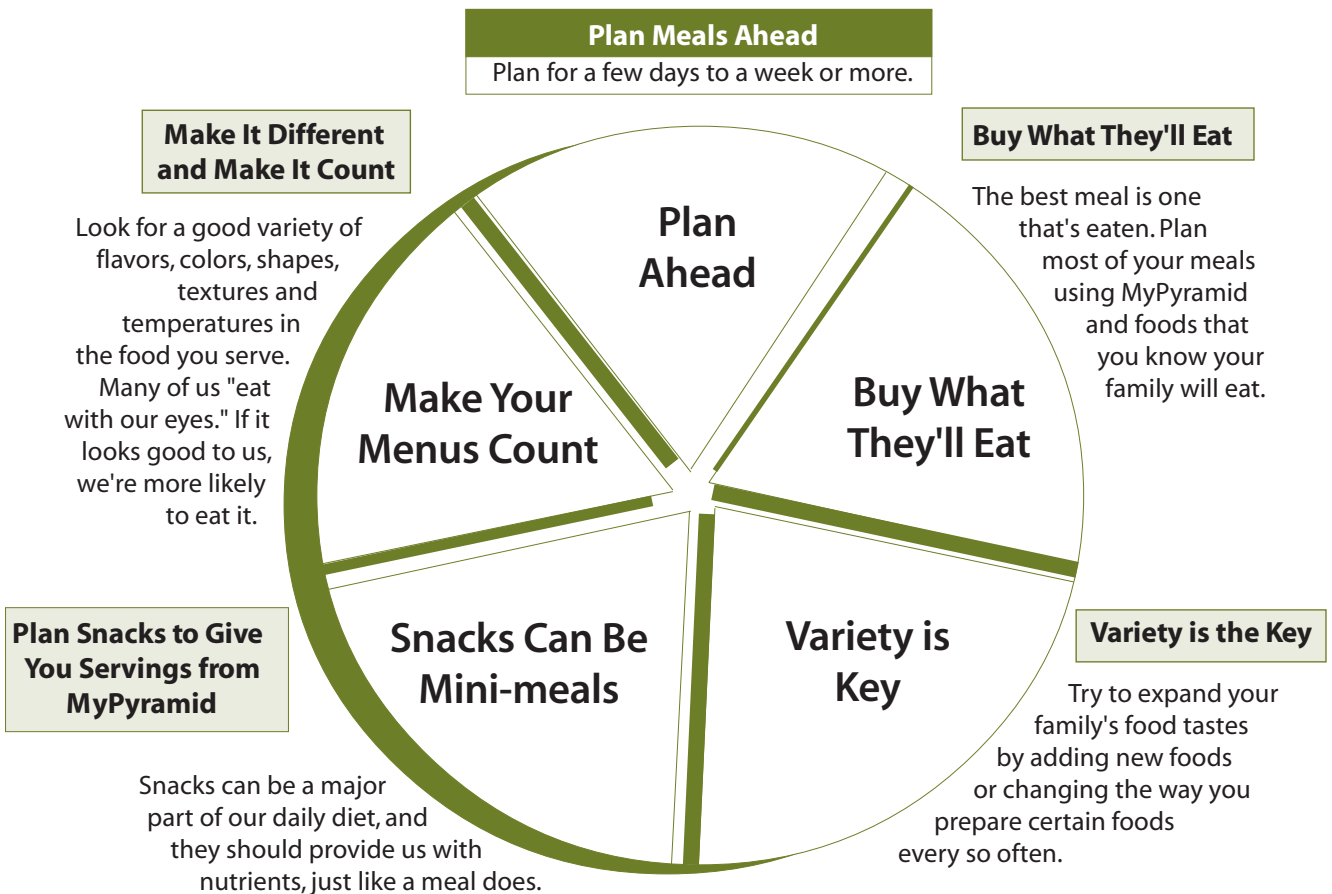 Plan Meals Ahead
Plan for a few days to a week or more.
Make It Different
and Make It Count
Look for a good variety of
flavors, colors, shapes,
textures and
temperatures in
the food you serve.
Many of us "eat
with our eyes." If it
looks good to us,
we're more likely
to eat it.
Buy What They'll Eat
The best meal is one
that's eaten. Plan
most of your meals
using MyPyramid
and foods that
you know your
family will eat.
Plan
Ahead
Make Your
Menus Count
Buy What
They'll Eat
Snacks Can Be
Mini-meals
Variety is
Key
Plan Snacks to Give
You Servings from
MyPyramid
Snacks can be a major
part of our daily diet, and
they should provide us with
nutrients, just like a meal does.
Variety is the Key
Try to expand your
family's food tastes
by adding new foods
or changing the way you
prepare certain foods
every so often.